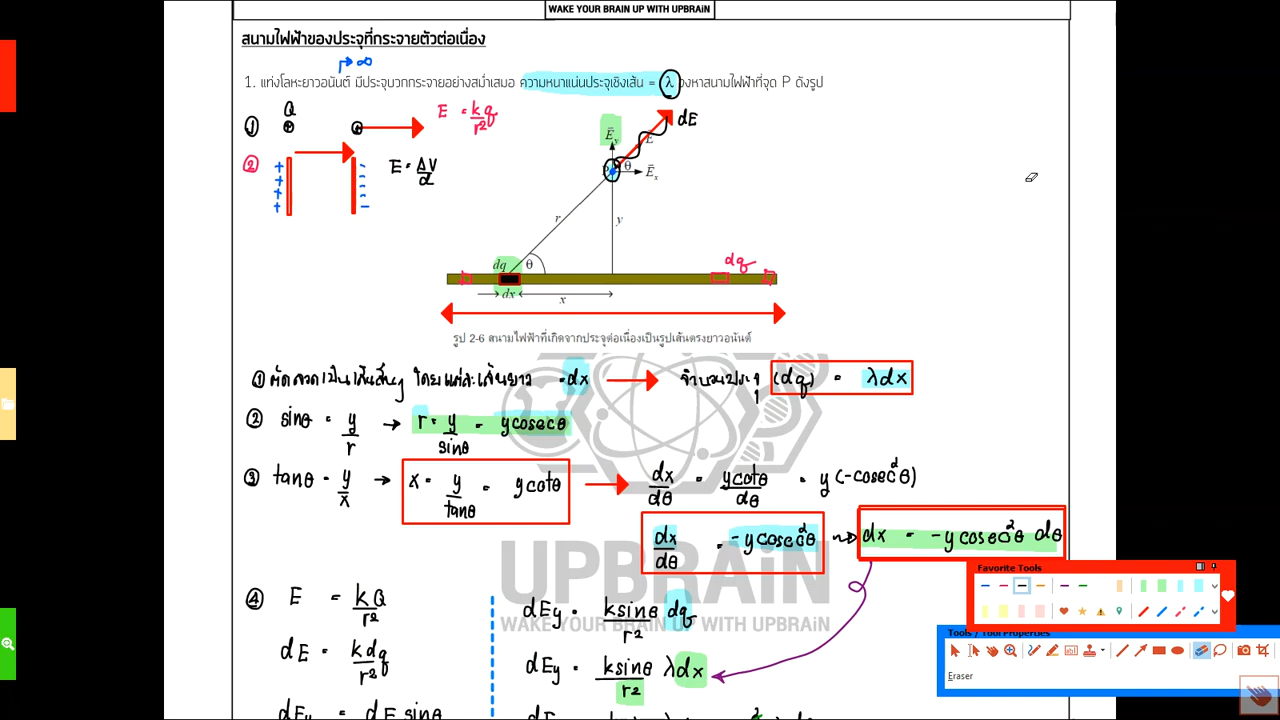 WAKE YOUR BRAIN UP WITH UPBRAiN
สนามไฟฟ้าของประจุที่กระจายตัวต่อเนื่อง
r→∞
1. แท่งโลหะยาวอนันต์ มีประจุบวกกระจายอย่างสม่ำเสมอ ความหนาแน่นประจุเชิงเส้น = λ จงหาสนามไฟฟ้าที่จุด P ดังรูป
① Q + + E = kq/r²
② + + + + - - - - E = ΔV/d
E⃗y E dE
P θ E⃗x
r y
dq θ dq
dx x
รูป 2-6 สนามไฟฟ้าที่เกิดจากประจุต่อเนื่องเป็นรูปเส้นตรงยาวอนันต์
① ตัดลวดเป็นเส้นสั้นๆ โดยแต่ละเส้นยาว = dx → จำนวนประจุ (dq) = λdx
② sinθ = y/r → r = y/sinθ = ycosecθ
③ tanθ = y/x → x = y/tanθ = ycotθ → dx/dθ = ycotθ/dθ = y(-cosec²θ)
dx/dθ = -ycosec²θ → dx = -ycosec²θ dθ
④ E = kQ/r² dEy = ksinθ/r² dq
UPBRAiN
WAKE YOUR BRAIN UP WITH UPBRAiN
dE = kdq/r² dEy = ksinθ/r² λdx
dEy = dE sinθ
Favorite Tools
Tools / Tool Properties
Eraser